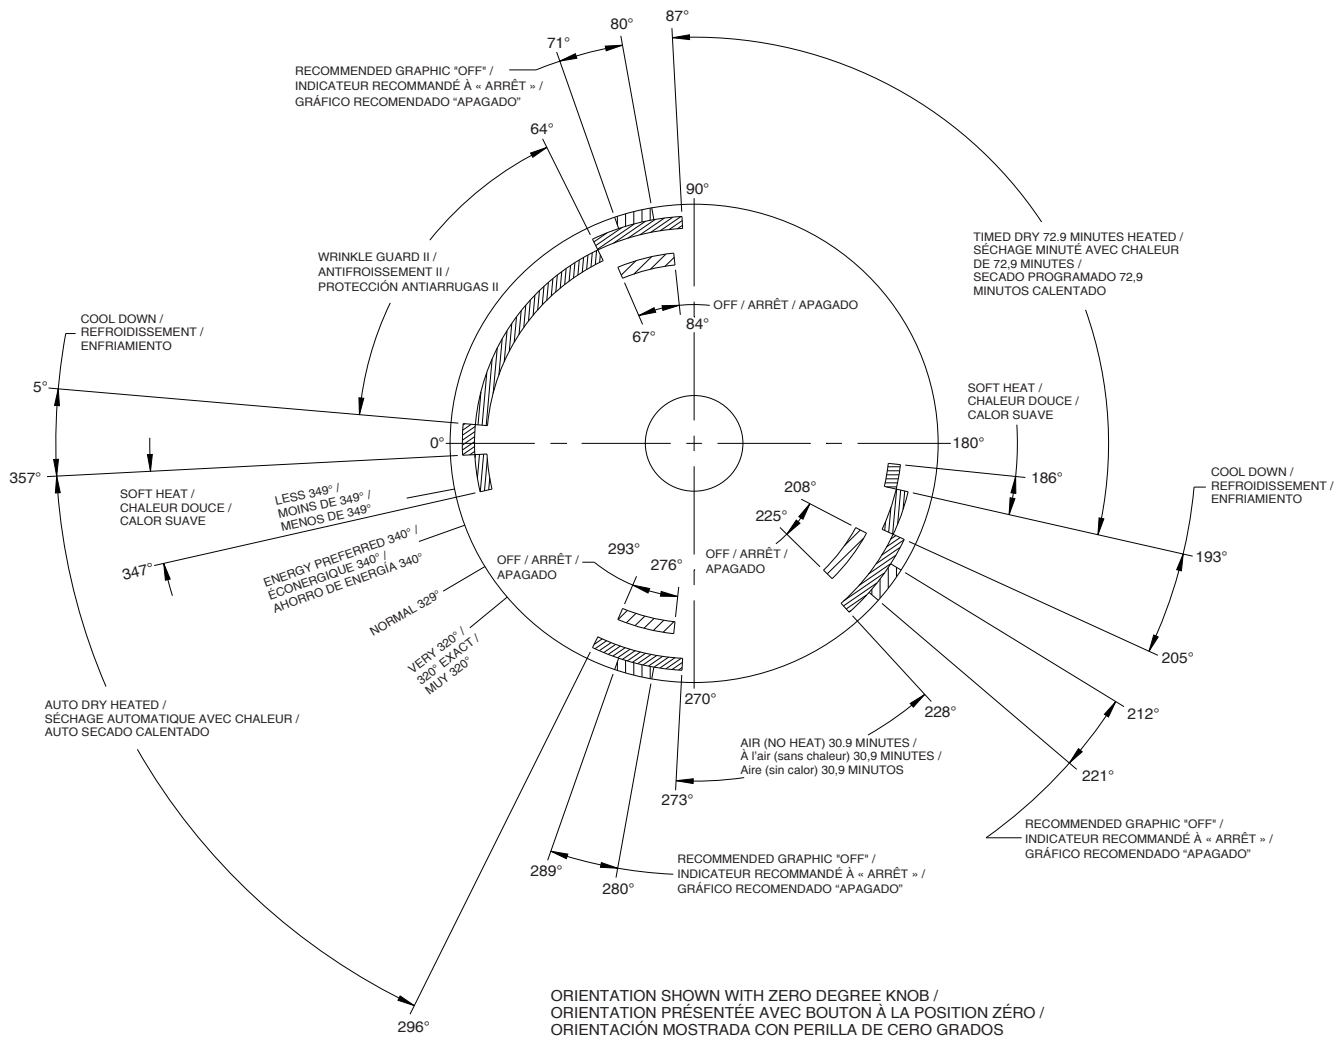 87°
80°
71°
RECOMMENDED GRAPHIC "OFF" /
INDICATEUR RECOMMANDÉ À « ARRÊT » /
GRÁFICO RECOMENDADO “APAGADO”
64°
90°
TIMED DRY 72.9 MINUTES HEATED /
SÉCHAGE MINUTÉ AVEC CHALEUR
DE 72,9 MINUTES /
SECADO PROGRAMADO 72,9
MINUTOS CALENTADO
WRINKLE GUARD II /
ANTIFROISSEMENT II /
PROTECCIÓN ANTIARRUGAS II
OFF / ARRÊT / APAGADO
84°
67°
COOL DOWN /
REFROIDISSEMENT /
ENFRIAMIENTO
5°
SOFT HEAT /
CHALEUR DOUCE /
CALOR SUAVE
0°
180°
357°
186°
COOL DOWN /
REFROIDISSEMENT /
ENFRIAMIENTO
SOFT HEAT /
CHALEUR DOUCE /
CALOR SUAVE
LESS 349° /
MOINS DE 349° /
MENOS DE 349°
208°
225°
193°
347°
ENERGY PREFERRED 340° /
ÉCONERGIQUE 340° /
AHORRO DE ENERGÍA 340°
OFF / ARRÊT /
APAGADO
293°
276°
OFF / ARRÊT /
APAGADO
NORMAL 329°
VERY 320° /
320° EXACT /
MUY 320°
205°
270°
AUTO DRY HEATED /
SÉCHAGE AUTOMATIQUE AVEC CHALEUR /
AUTO SECADO CALENTADO
228°
212°
AIR (NO HEAT) 30.9 MINUTES /
À l'air (sans chaleur) 30,9 MINUTES /
Aire (sin calor) 30,9 MINUTOS
221°
273°
RECOMMENDED GRAPHIC "OFF" /
INDICATEUR RECOMMANDÉ À « ARRÊT » /
GRÁFICO RECOMENDADO “APAGADO”
289°
280°
RECOMMENDED GRAPHIC "OFF" /
INDICATEUR RECOMMANDÉ À « ARRÊT » /
GRÁFICO RECOMENDADO “APAGADO”
296°
ORIENTATION SHOWN WITH ZERO DEGREE KNOB /
ORIENTATION PRÉSENTÉE AVEC BOUTON À LA POSITION ZÉRO /
ORIENTACIÓN MOSTRADA CON PERILLA DE CERO GRADOS